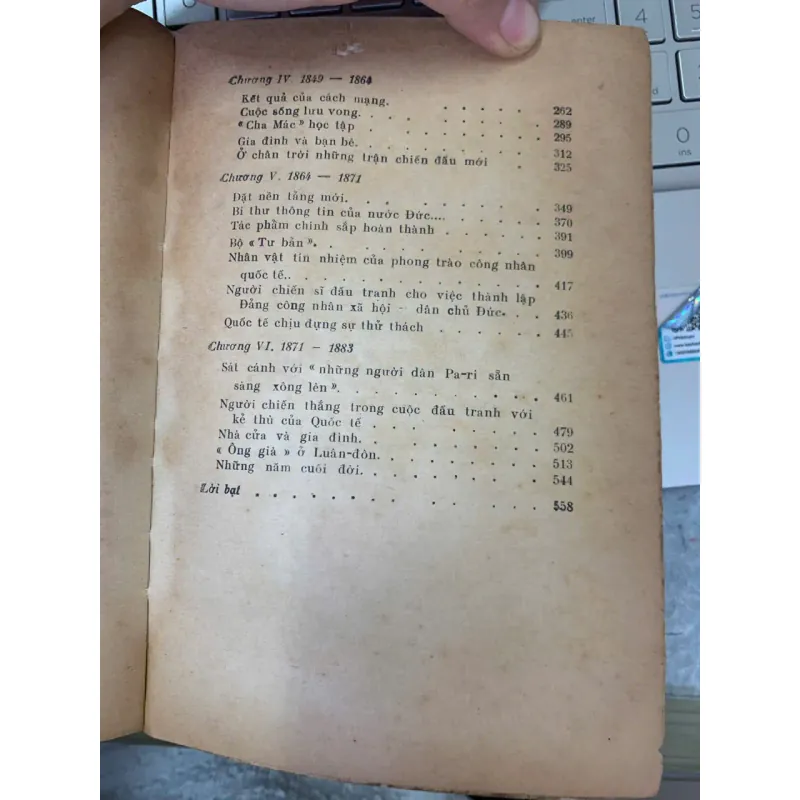 Chương IV. 1849 — 1864
Kết quả của cách mạng.
Cuộc sống lưu vong. . . . . . . . 262
« Cha Mác » học tập . . . . . . . 289
Gia đình và bạn bè. . . . . . . . 295
Ở chân trời những trận chiến đấu mới . 312
325
Chương V. 1864 — 1871
Đặt nền tảng mới. . . . . . . . 349
Bí thư thông tin của nước Đức.... . . . . 370
Tác phẩm chính sắp hoàn thành . . . . . 391
Bộ « Tư bản ». . . . . . . . . 399
Nhân vật tín nhiệm của phong trào công nhân
quốc tế.. . . . . . . . . . 417
Người chiến sĩ đấu tranh cho việc thành lập
Đảng công nhân xã hội - dân chủ Đức. . . 436
Quốc tế chịu đựng sự thử thách . . . . . 445
Chương VI. 1871 — 1883
Sát cánh với « những người dân Pa-ri sẵn
sàng xông lên ». . . . . . . . . 461
Người chiến thắng trong cuộc đấu tranh với
kẻ thù của Quốc tế . . . . . . . 479
Nhà cửa và gia đình. . . . . . . . 502
« Ông già » ở Luân-đôn. . . . . . . 513
Những năm cuối đời. . . . . . . . 544
Lời bạt . . . . . . . . . . . 558
enter
4
5
0
ins